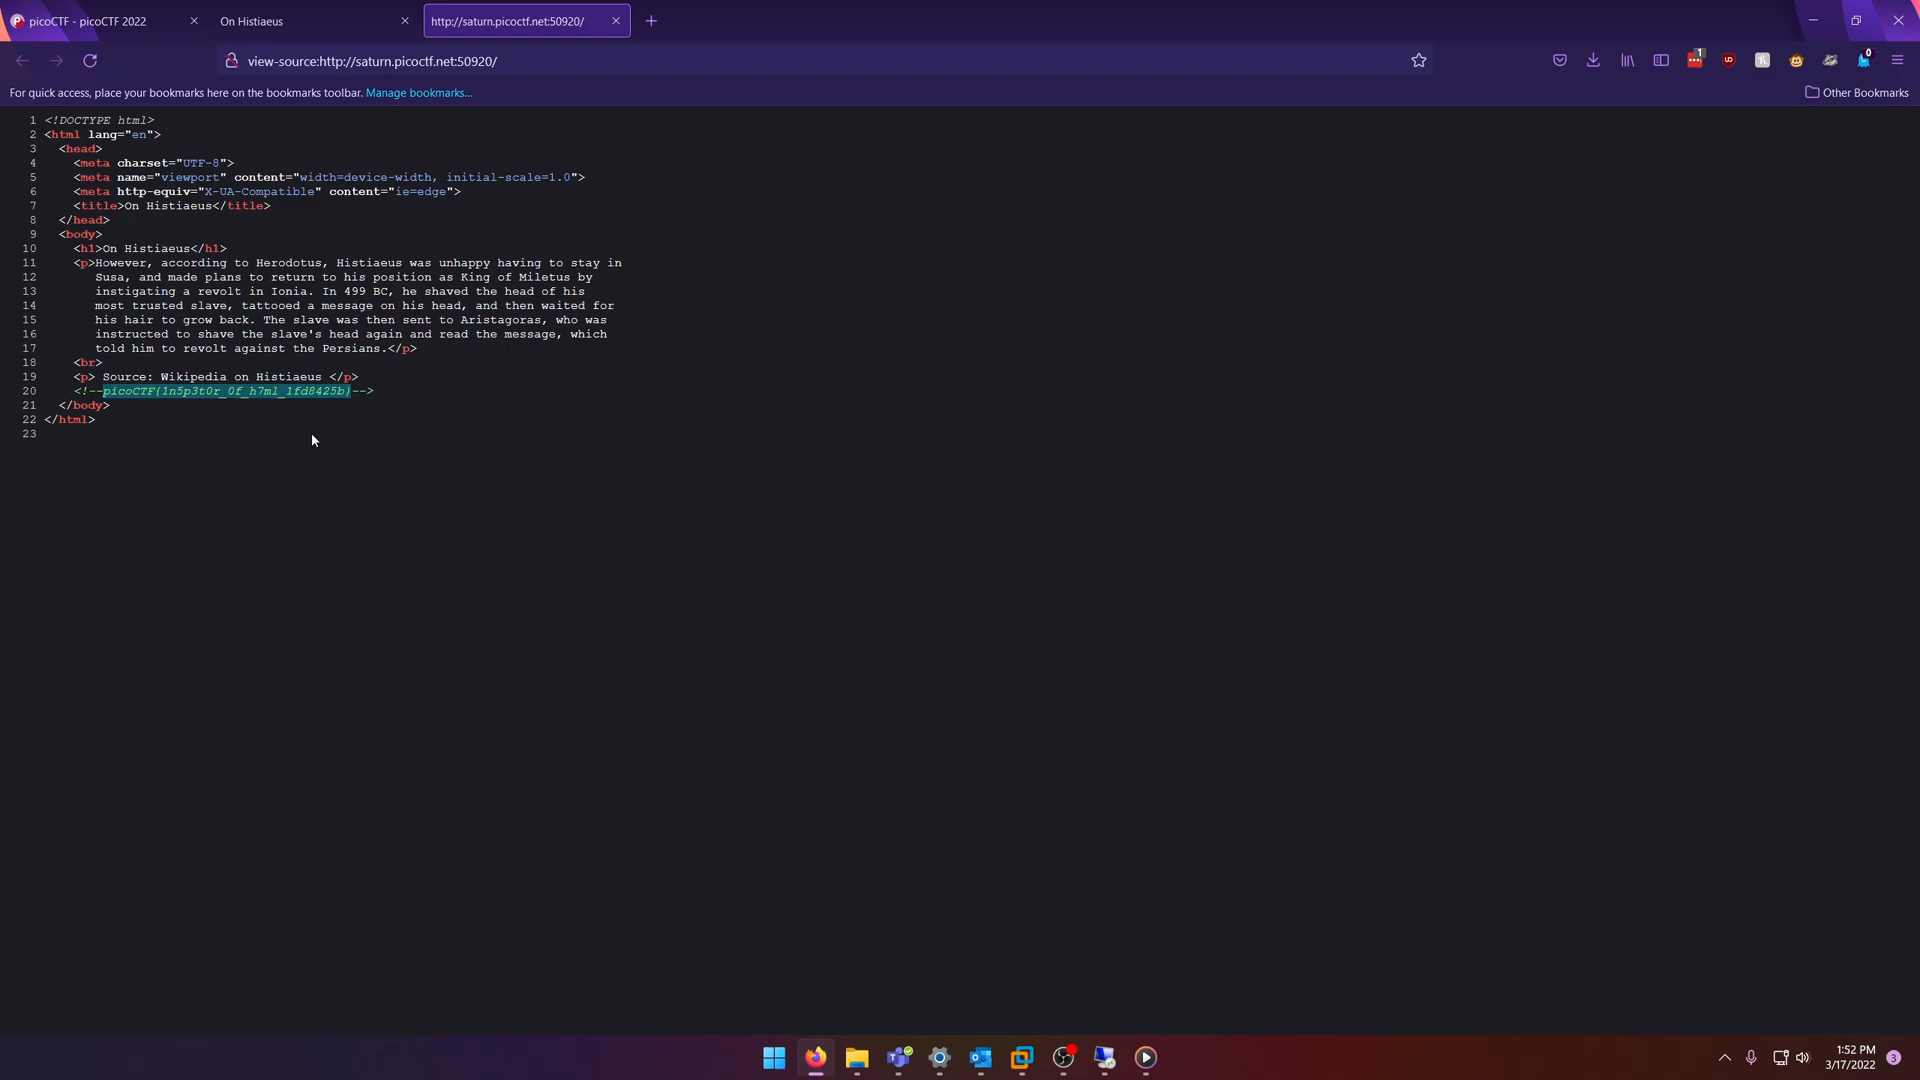 picoCTF - picoCTF 2022
On Histiaeus
http://saturn.picoctf.net:50920/
view-source:http://saturn.picoctf.net:50920/
1
0
For quick access, place your bookmarks here on the bookmarks toolbar. Manage bookmarks...
Other Bookmarks
1 <!DOCTYPE html>
2 <html lang="en">
3 <head>
4 <meta charset="UTF-8">
5 <meta name="viewport" content="width=device-width, initial-scale=1.0">
6 <meta http-equiv="X-UA-Compatible" content="ie=edge">
7 <title>On Histiaeus</title>
8 </head>
9 <body>
10 <h1>On Histiaeus</h1>
11 <p>However, according to Herodotus, Histiaeus was unhappy having to stay in
12 Susa, and made plans to return to his position as King of Miletus by
13 instigating a revolt in Ionia. In 499 BC, he shaved the head of his
14 most trusted slave, tattooed a message on his head, and then waited for
15 his hair to grow back. The slave was then sent to Aristagoras, who was
16 instructed to shave the slave's head again and read the message, which
17 told him to revolt against the Persians.</p>
18 <br>
19 <p> Source: Wikipedia on Histiaeus </p>
20 <!--picoCTF{1n5p3t0r_0f_h7ml_1fd8425b}-->
21 </body>
22 </html>
23
1:52 PM
3/17/2022
3